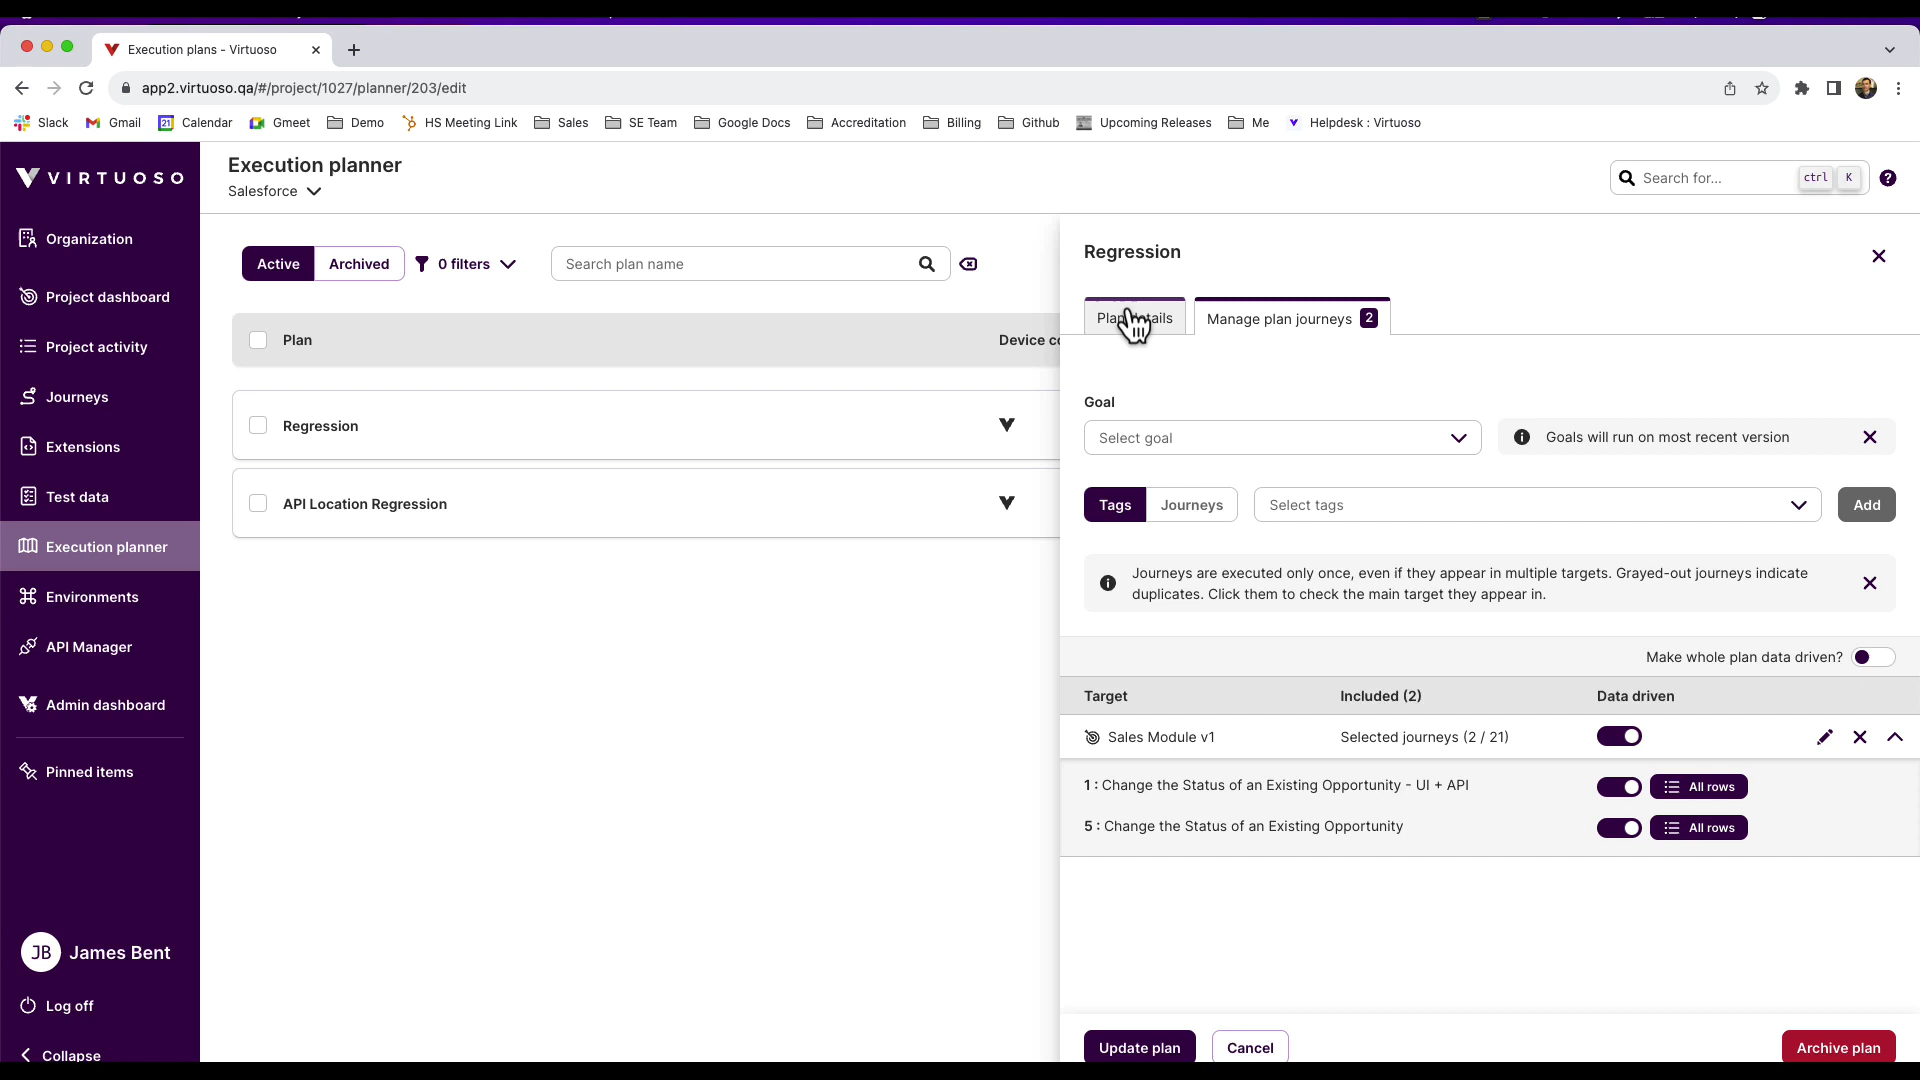 Execution plans - Virtuoso
app2.virtuoso.qa/#/project/1027/planner/203/edit
Slack Gmail Calendar Gmeet Demo HS Meeting Link Sales SE Team Google Docs Accreditation Billing Github Upcoming Releases Me Helpdesk : Virtuoso
VIRTUOSO
Organization
Project dashboard
Project activity
Journeys
Extensions
Test data
Execution planner
Environments
API Manager
Admin dashboard
Pinned items
JB James Bent
Log off
Collapse
Execution planner
Salesforce
Search for... ctrl K
Active Archived 0 filters Search plan name
Plan Device co
Regression
API Location Regression
Regression
Plan details Manage plan journeys 2
Goal
Select goal Goals will run on most recent version
Tags Journeys Select tags Add
Journeys are executed only once, even if they appear in multiple targets. Grayed-out journeys indicate
duplicates. Click them to check the main target they appear in.
Make whole plan data driven?
Target Included (2) Data driven
Sales Module v1 Selected journeys (2 / 21)
1 : Change the Status of an Existing Opportunity - UI + API All rows
5 : Change the Status of an Existing Opportunity All rows
Update plan Cancel Archive plan